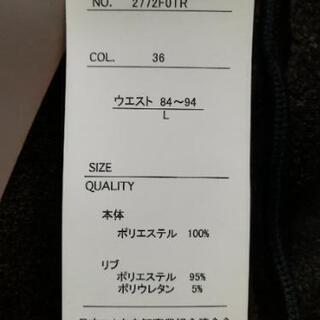 NO. 2772F01R
COL. 36
ウエスト 84～94
L
SIZE
QUALITY
本体
ポリエステル 100%
リブ
ポリエステル 95%
ポリウレタン 5%